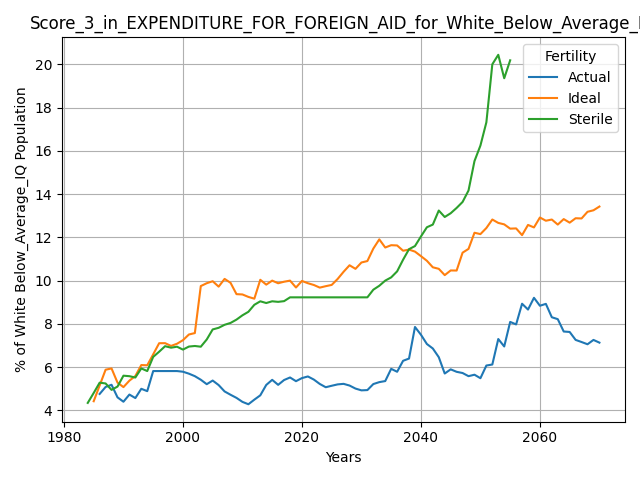 Score_3_in_EXPENDITURE_FOR_FOREIGN_AID_for_White_Below_Average_I
Fertility
Actual
Ideal
Sterile
% of White Below_Average_IQ Population
20
18
16
14
12
10
8
6
4
1980 2000 2020 2040 2060
Years